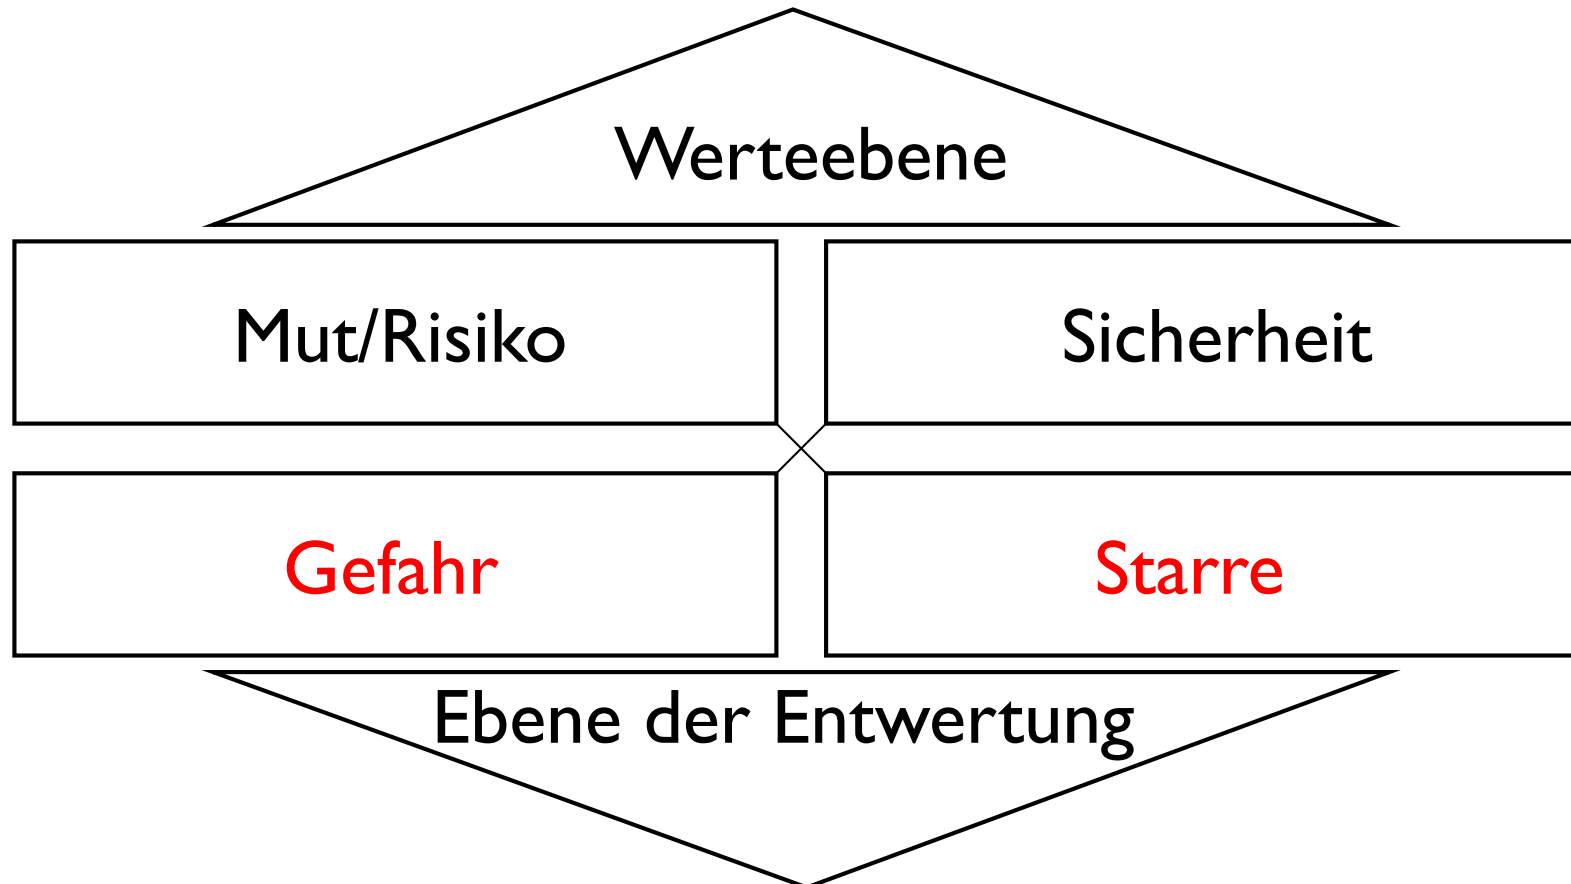 Werteebene
Mut/Risiko
Sicherheit
Gefahr
Starre
Ebene der Entwertung